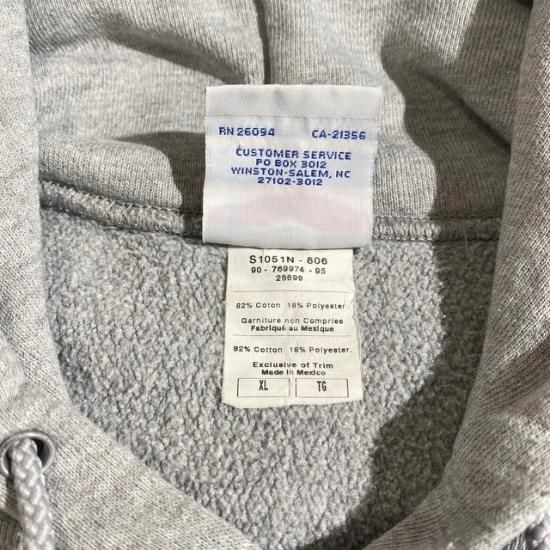 RN 26094 CA-21356
CUSTOMER SERVICE
PO BOX 3012
WINSTON-SALEM, NC
27102-3012
S1051N - 806
90 - 769974 - 95
28699
82% Coton 18% Polyester
Garniture non Comprise
Fabriqué au Mexique
82% Cotton 18% Polyester
Exclusive of Trim
Made in Mexico
XL TG